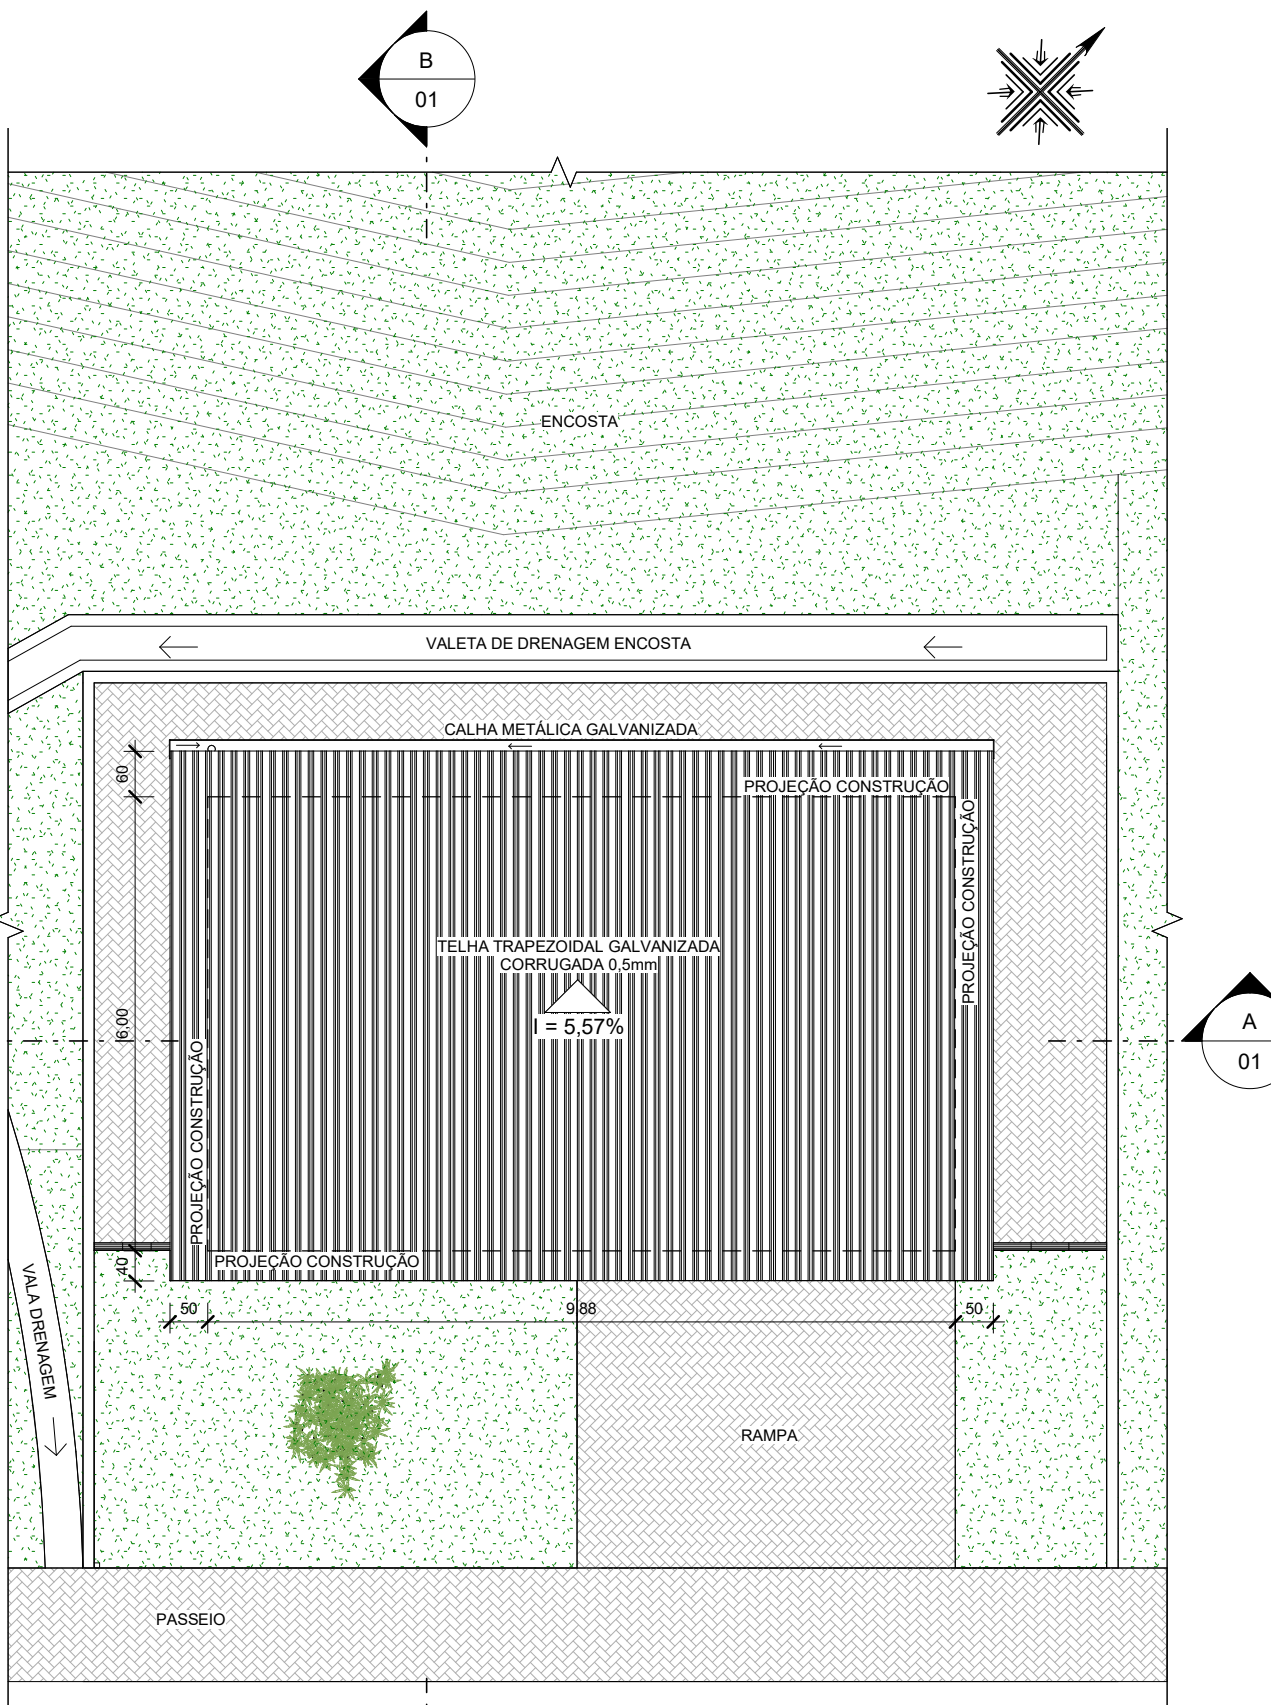 B
01
ENCOSTA
VALETA DE DRENAGEM ENCOSTA
CALHA METÁLICA GALVANIZADA
60
PROJEÇÃO CONSTRUÇÃO
PROJEÇÃO CONSTRUÇÃO
TELHA TRAPEZOIDAL GALVANIZADA
CORRUGADA 0,5mm
I = 5,57%
6,00
A
01
PROJEÇÃO CONSTRUÇÃO
PROJEÇÃO CONSTRUÇÃO
40
50
9,88
50
VALA DRENAGEM
RAMPA
PASSEIO